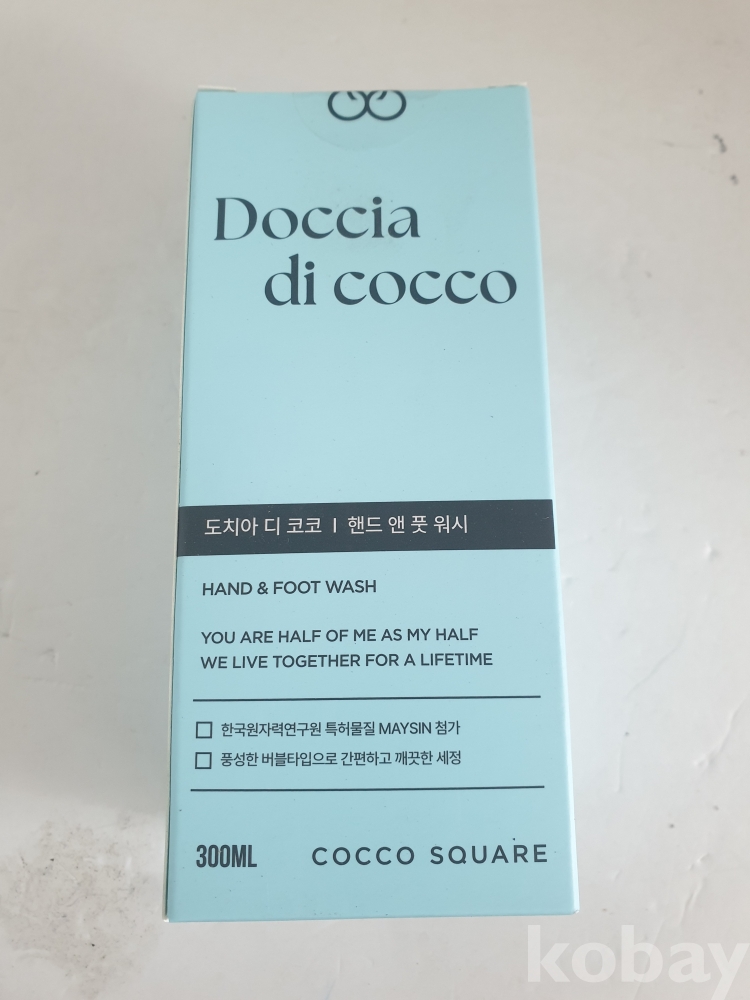 Doccia
di cocco
도치아 디 코코 | 핸드 앤 풋 워시
HAND & FOOT WASH
YOU ARE HALF OF ME AS MY HALF
WE LIVE TOGETHER FOR A LIFETIME
한국원자력연구원 특허물질 MAYSIN 첨가
풍성한 버블타입으로 간편하고 깨끗한 세정
300ML
COCCO SQUARE
kobay